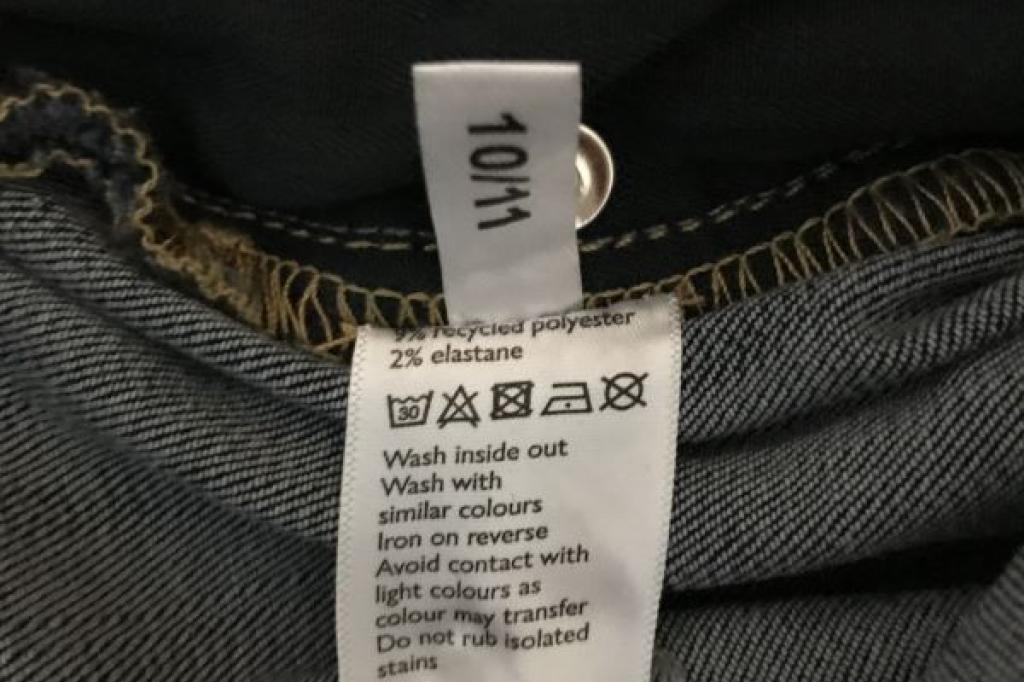 10/11
9% recycled polyester
2% elastane
30
Wash inside out
Wash with
similar colours
Iron on reverse
Avoid contact with
light colours as
colour may transfer
Do not rub isolated
stains